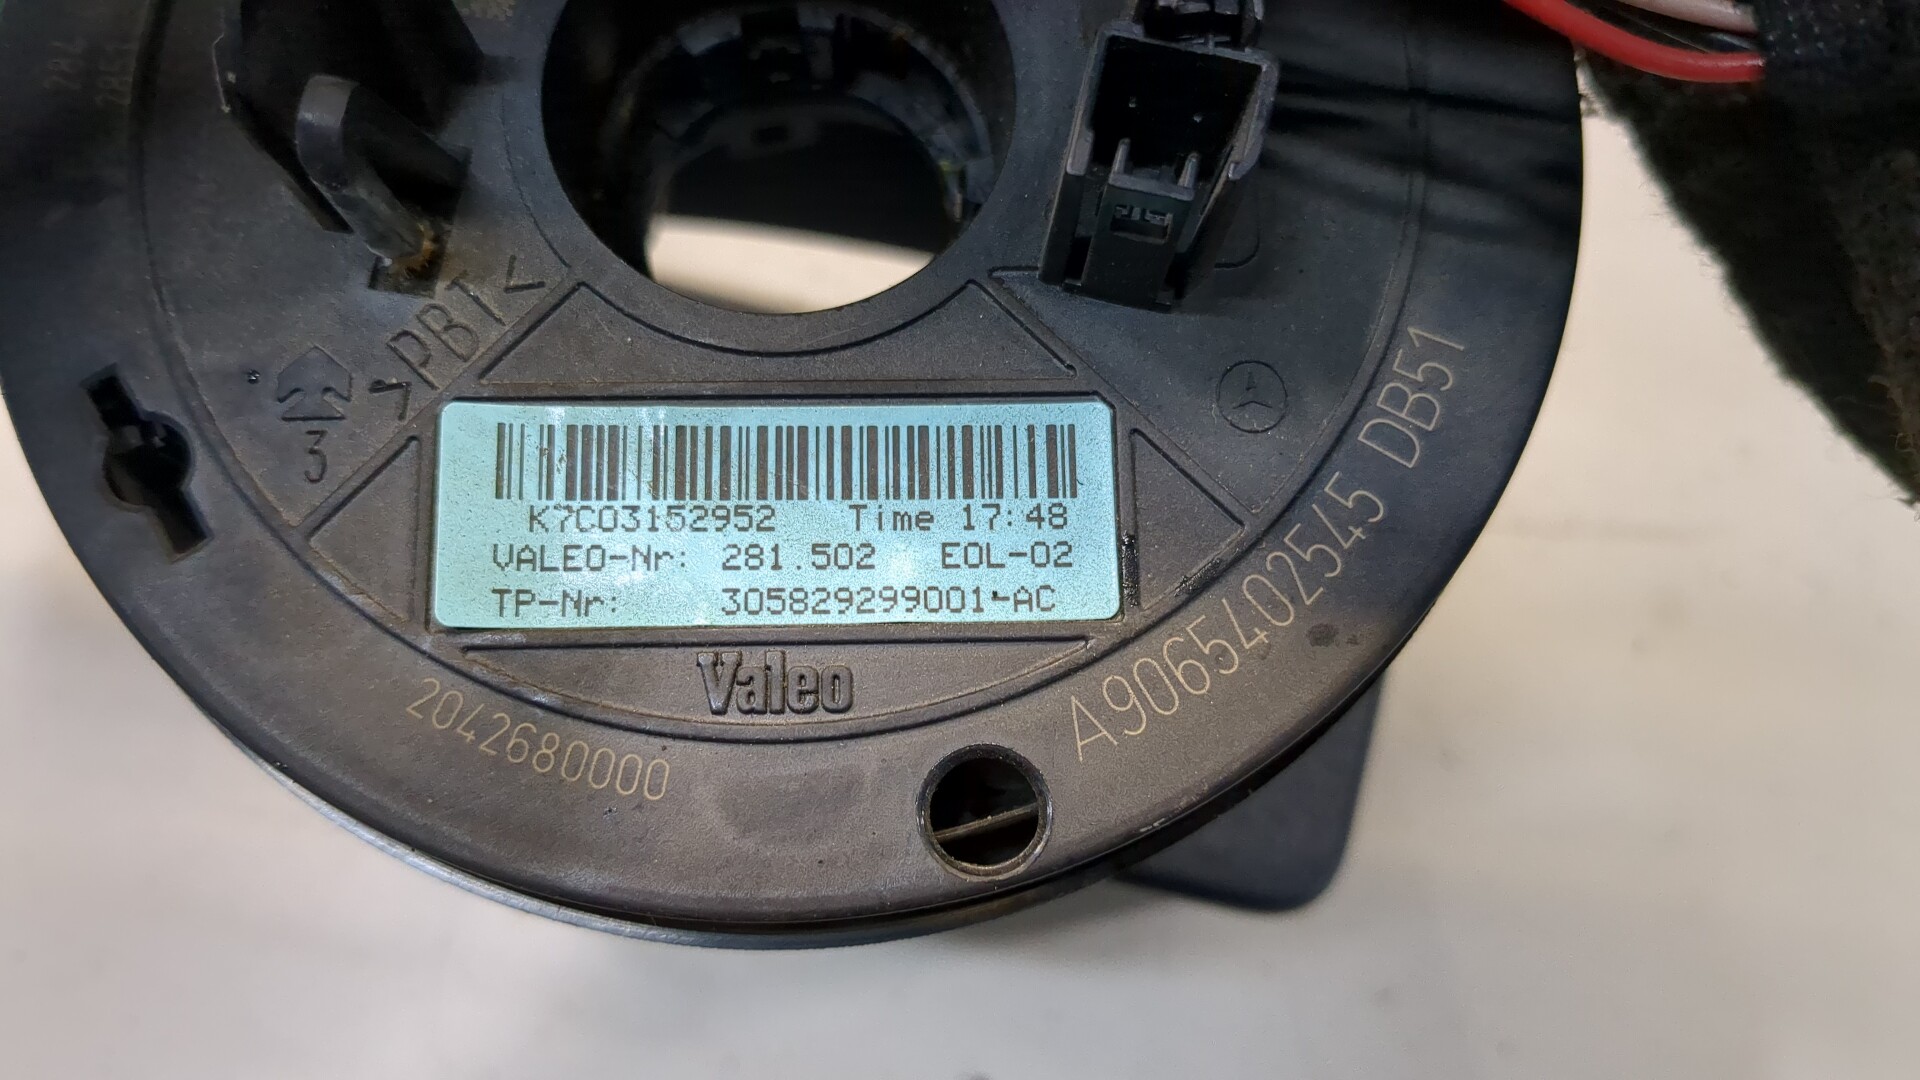 >PBT<
3
K7C03152952 Time 17:48
VALEO-Nr: 281.502 EOL-02
TP-Nr: 305829299001-AC
Valeo
2042680000
A9065402545 DB51